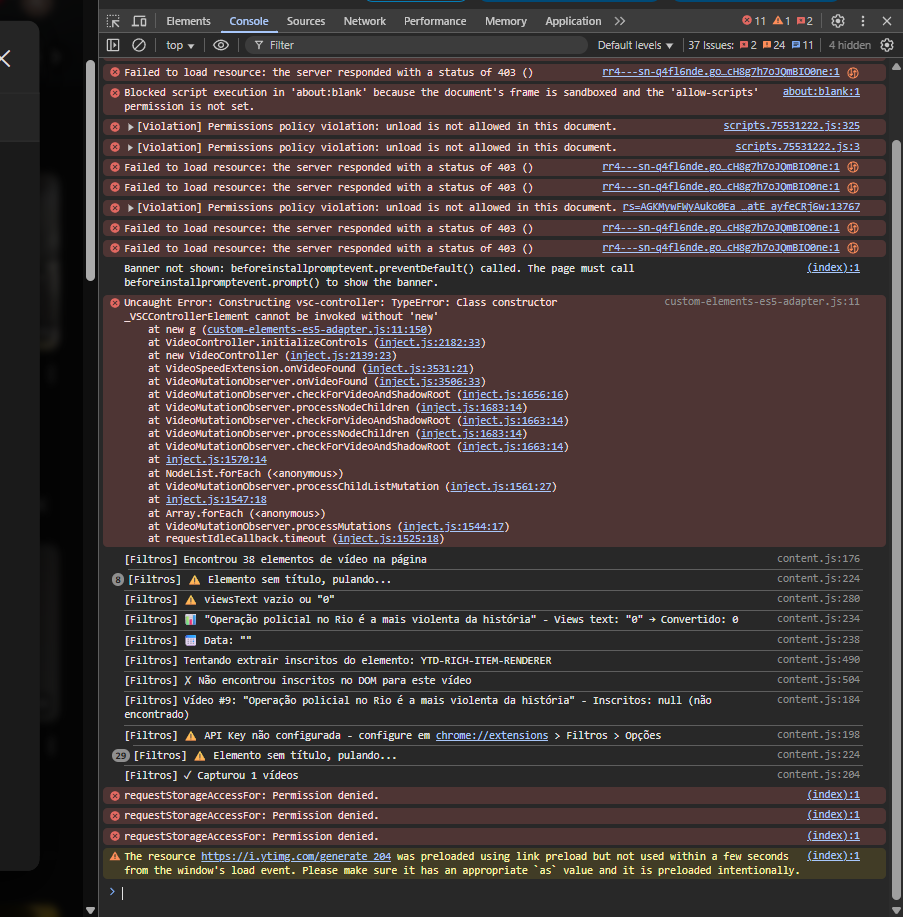 Elements Console Sources Network Performance Memory Application 11 1 2
top Filter Default levels 37 Issues: 2 24 11 4 hidden
Failed to load resource: the server responded with a status of 403 () rr4---sn-q4fl6nde.go…cH8g7h7oJQmBIO0ne:1
Blocked script execution in 'about:blank' because the document's frame is sandboxed and the 'allow-scripts' about:blank:1
permission is not set.
[Violation] Permissions policy violation: unload is not allowed in this document. scripts.75531222.js:325
[Violation] Permissions policy violation: unload is not allowed in this document. scripts.75531222.js:3
Failed to load resource: the server responded with a status of 403 () rr4---sn-q4fl6nde.go…cH8g7h7oJQmBIO0ne:1
Failed to load resource: the server responded with a status of 403 () rr4---sn-q4fl6nde.go…cH8g7h7oJQmBIO0ne:1
[Violation] Permissions policy violation: unload is not allowed in this document. rs=AGKMywFWyAuko0Ea …atE ayfeCRj6w:13767
Failed to load resource: the server responded with a status of 403 () rr4---sn-q4fl6nde.go…cH8g7h7oJQmBIO0ne:1
Failed to load resource: the server responded with a status of 403 () rr4---sn-q4fl6nde.go…cH8g7h7oJQmBIO0ne:1
Banner not shown: beforeinstallpromptevent.preventDefault() called. The page must call (index):1
beforeinstallpromptevent.prompt() to show the banner.
Uncaught Error: Constructing vsc-controller: TypeError: Class constructor custom-elements-es5-adapter.js:11
_VSCControllerElement cannot be invoked without 'new'
at new g (custom-elements-es5-adapter.js:11:150)
at VideoController.initializeControls (inject.js:2182:33)
at new VideoController (inject.js:2139:23)
at VideoSpeedExtension.onVideoFound (inject.js:3531:21)
at VideoMutationObserver.onVideoFound (inject.js:3506:33)
at VideoMutationObserver.checkForVideoAndShadowRoot (inject.js:1656:16)
at VideoMutationObserver.processNodeChildren (inject.js:1683:14)
at VideoMutationObserver.checkForVideoAndShadowRoot (inject.js:1663:14)
at VideoMutationObserver.processNodeChildren (inject.js:1683:14)
at VideoMutationObserver.checkForVideoAndShadowRoot (inject.js:1663:14)
at inject.js:1570:14
at NodeList.forEach (<anonymous>)
at VideoMutationObserver.processChildListMutation (inject.js:1561:27)
at inject.js:1547:18
at Array.forEach (<anonymous>)
at VideoMutationObserver.processMutations (inject.js:1544:17)
at requestIdleCallback.timeout (inject.js:1525:18)
[Filtros] Encontrou 38 elementos de vídeo na página content.js:176
8 [Filtros] ⚠️ Elemento sem título, pulando... content.js:224
[Filtros] ⚠️ viewsText vazio ou "0" content.js:280
[Filtros] 📊 "Operação policial no Rio é a mais violenta da história" - Views text: "0" → Convertido: 0 content.js:234
[Filtros] 📅 Data: "" content.js:238
[Filtros] Tentando extrair inscritos do elemento: YTD-RICH-ITEM-RENDERER content.js:490
[Filtros] ✗ Não encontrou inscritos no DOM para este vídeo content.js:504
[Filtros] Vídeo #9: "Operação policial no Rio é a mais violenta da história" - Inscritos: null (não content.js:184
encontrado)
[Filtros] ⚠️ API Key não configurada - configure em chrome://extensions > Filtros > Opções content.js:198
29 [Filtros] ⚠️ Elemento sem título, pulando... content.js:224
[Filtros] ✓ Capturou 1 vídeos content.js:204
requestStorageAccessFor: Permission denied. (index):1
requestStorageAccessFor: Permission denied. (index):1
requestStorageAccessFor: Permission denied. (index):1
The resource https://i.ytimg.com/generate_204 was preloaded using link preload but not used within a few seconds (index):1
from the window's load event. Please make sure it has an appropriate `as` value and it is preloaded intentionally.